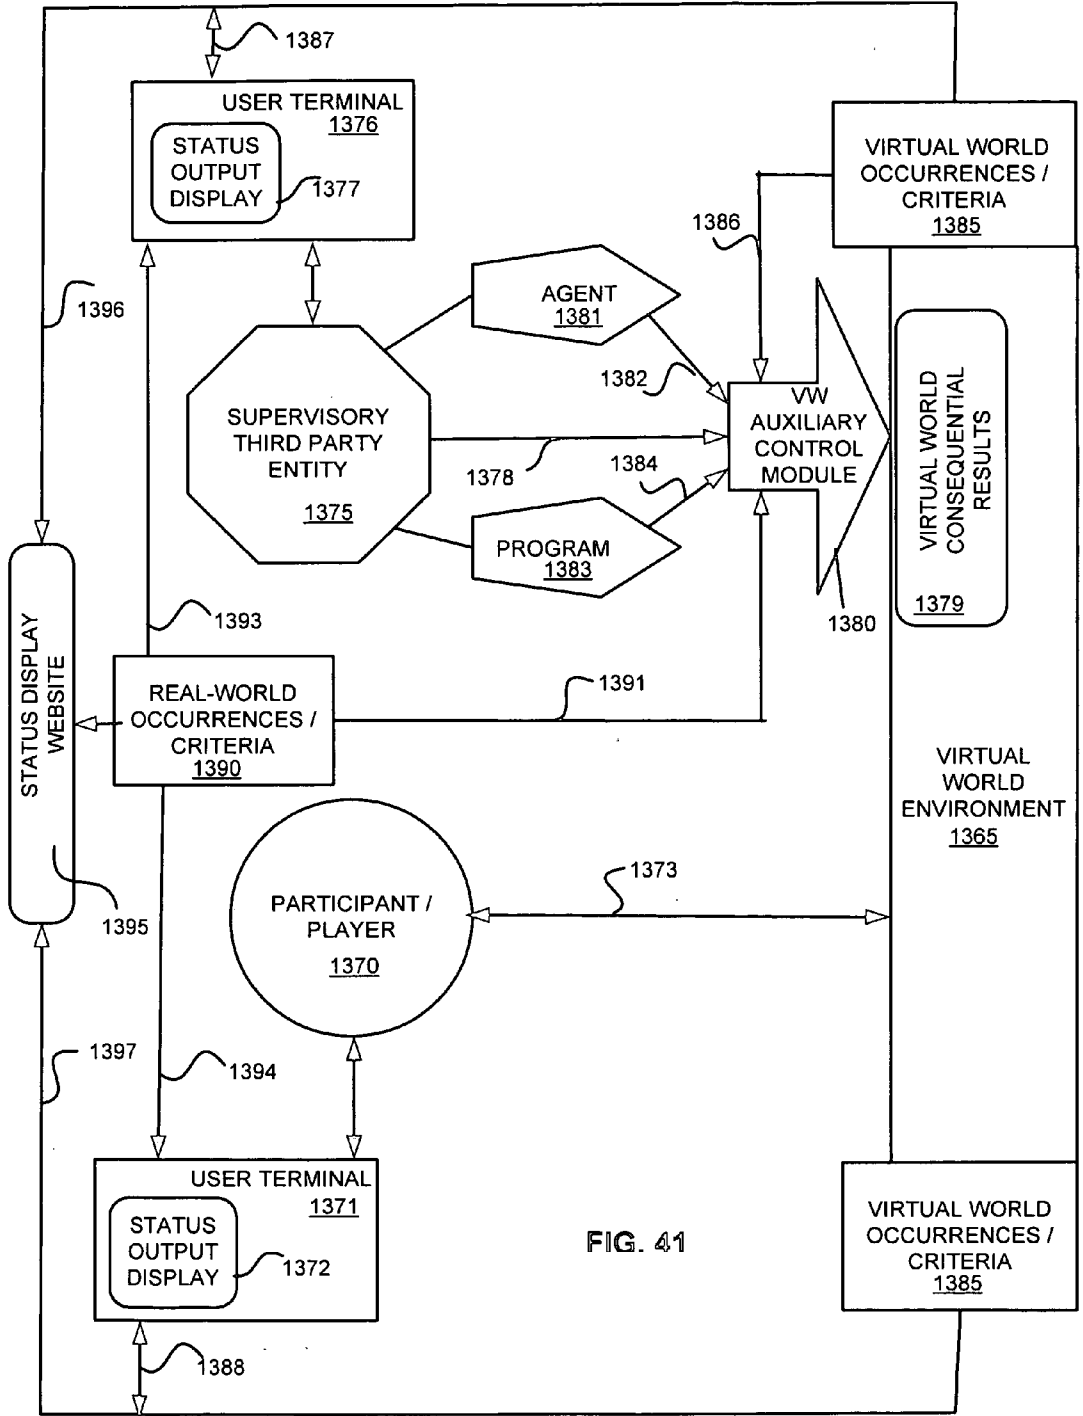 1387
USER TERMINAL
1376
STATUS
OUTPUT
DISPLAY
1377
VIRTUAL WORLD
OCCURRENCES /
CRITERIA
1385
1386
1396
AGENT
1381
1382
SUPERVISORY
THIRD PARTY
ENTITY
1375
1378
1384
PROGRAM
1383
VW
AUXILIARY
CONTROL
MODULE
1380
VIRTUAL WORLD
CONSEQUENTIAL
RESULTS
1379
1393
STATUS DISPLAY
WEBSITE
1395
REAL-WORLD
OCCURRENCES /
CRITERIA
1390
1391
VIRTUAL
WORLD
ENVIRONMENT
1365
PARTICIPANT /
PLAYER
1370
1373
1397
1394
USER TERMINAL
1371
STATUS
OUTPUT
DISPLAY
1372
1388
FIG. 41
VIRTUAL WORLD
OCCURRENCES /
CRITERIA
1385